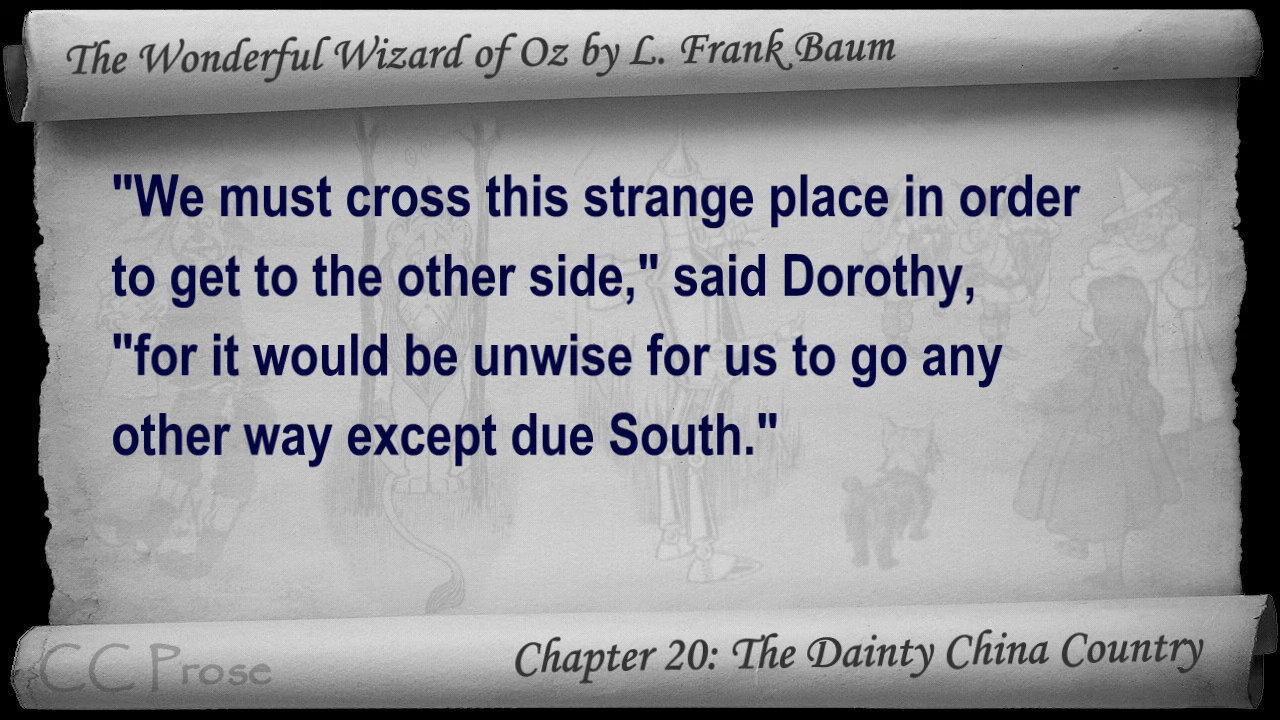 The Wonderful Wizard of Oz by L. Frank Baum
"We must cross this strange place in order
to get to the other side," said Dorothy,
"for it would be unwise for us to go any
other way except due South."
CC Prose
Chapter 20: The Dainty China Country